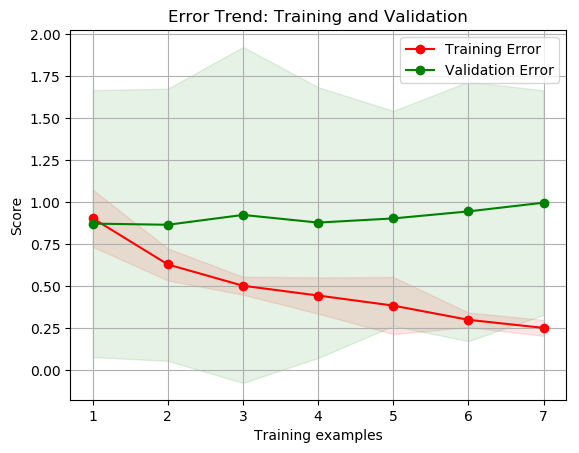 Error Trend: Training and Validation
Training Error
Validation Error
Score
2.00
1.75
1.50
1.25
1.00
0.75
0.50
0.25
0.00
1 2 3 4 5 6 7
Training examples